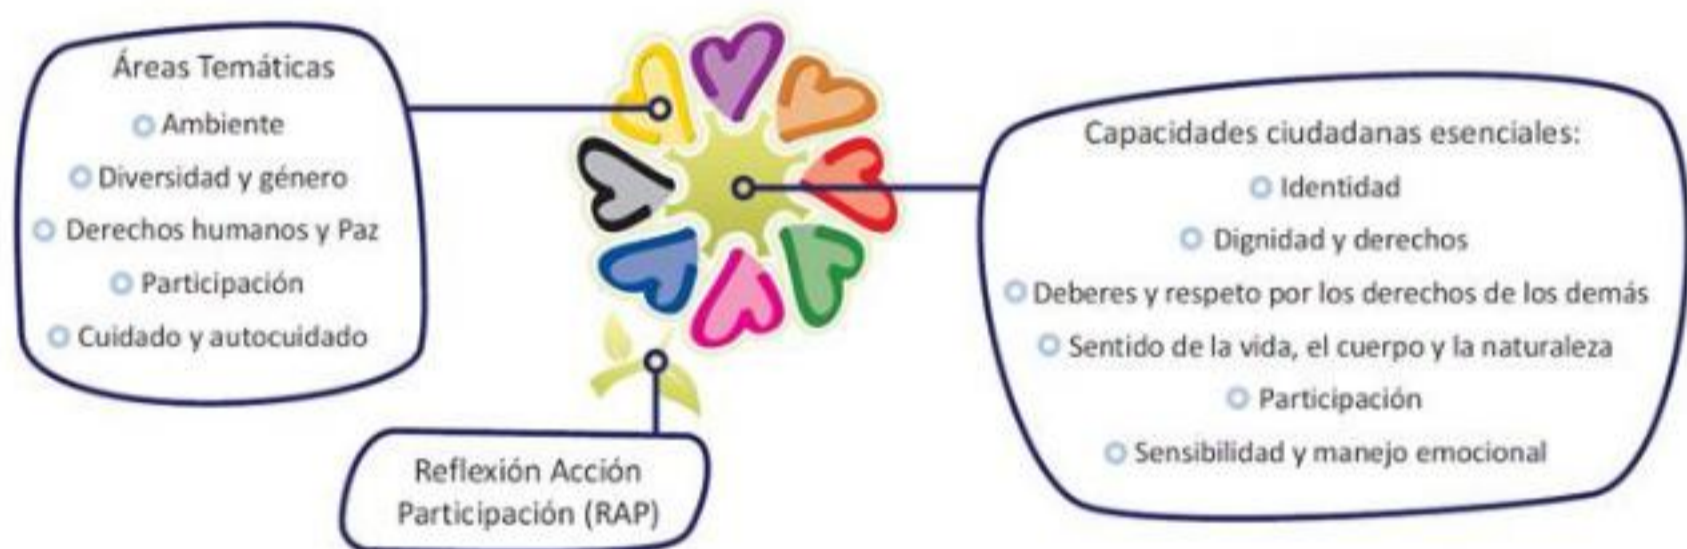 Áreas Temáticas
Ambiente
Diversidad y género
Derechos humanos y Paz
Participación
Cuidado y autocuidado
Reflexión Acción
Participación (RAP)
Capacidades ciudadanas esenciales:
Identidad
Dignidad y derechos
Deberes y respeto por los derechos de los demás
Sentido de la vida, el cuerpo y la naturaleza
Participación
Sensibilidad y manejo emocional